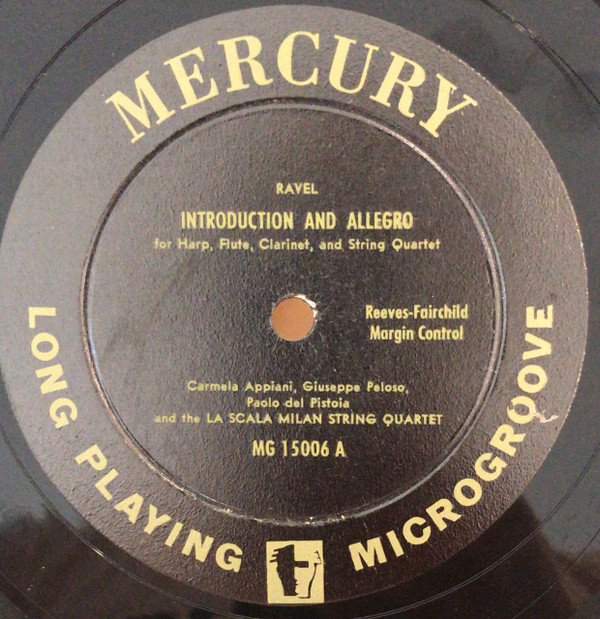 MERCURY
RAVEL
INTRODUCTION AND ALLEGRO
for Harp, Flute, Clarinet, and String Quartet
Reeves-Fairchild
Margin Control
Carmela Appiani, Giuseppe Peloso,
Paolo del Pistoia
and the LA SCALA MILAN STRING QUARTET
MG 15006 A
LONG PLAYING MICROGROOVE